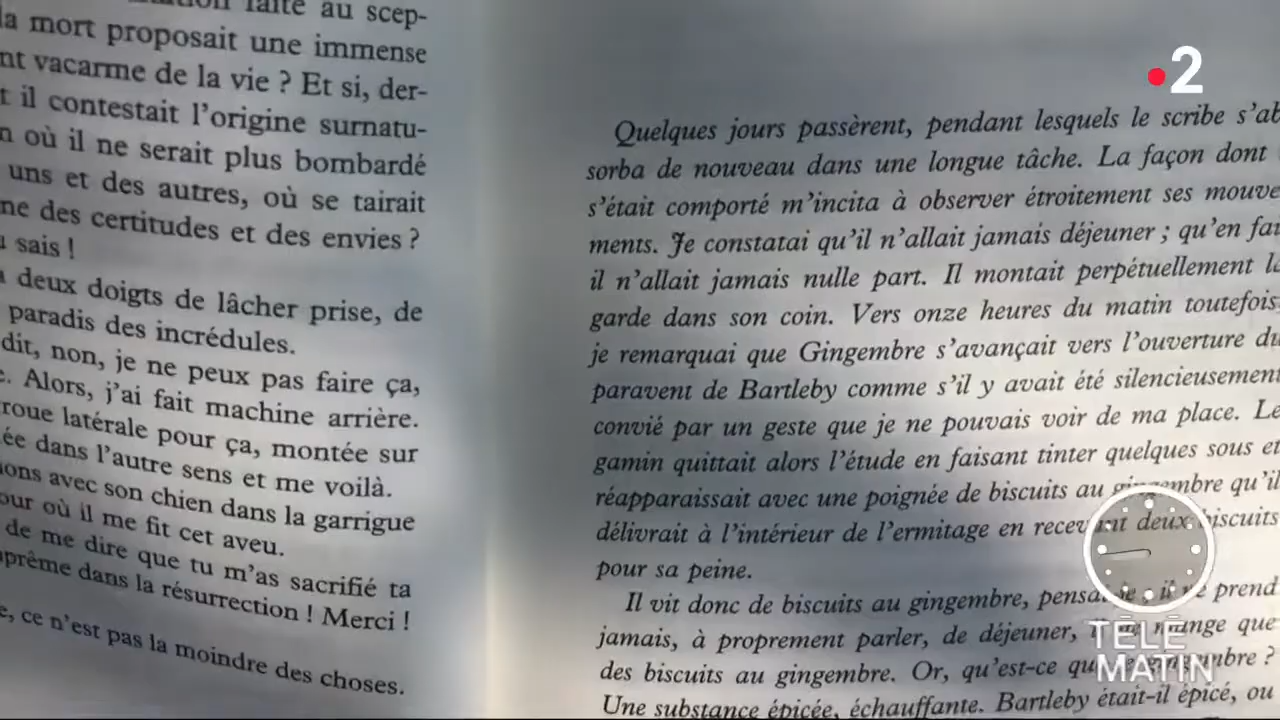 faite au scep-
la mort proposait une immense
nt vacarme de la vie ? Et si, der-
t il contestait l'origine surnatu-
n où il ne serait plus bombardé
uns et des autres, où se tairait
ne des certitudes et des envies ?
u sais !
à deux doigts de lâcher prise, de
paradis des incrédules.
dit, non, je ne peux pas faire ça,
e. Alors, j'ai fait machine arrière.
roue latérale pour ça, montée sur
ée dans l'autre sens et me voilà.
ions avec son chien dans la garrigue
our où il me fit cet aveu.
de me dire que tu m'as sacrifié ta
prême dans la résurrection ! Merci !
e, ce n'est pas la moindre des choses.
2
Quelques jours passèrent, pendant lesquels le scribe s'ab
sorba de nouveau dans une longue tâche. La façon dont
s'était comporté m'incita à observer étroitement ses mouve
ments. Je constatai qu'il n'allait jamais déjeuner ; qu'en fai
il n'allait jamais nulle part. Il montait perpétuellement la
garde dans son coin. Vers onze heures du matin toutefois,
je remarquai que Gingembre s'avançait vers l'ouverture du
paravent de Bartleby comme s'il y avait été silencieusement
convié par un geste que je ne pouvais voir de ma place. Le
gamin quittait alors l'étude en faisant tinter quelques sous et
réapparaissait avec une poignée de biscuits au gingembre qu'il
délivrait à l'intérieur de l'ermitage en recevant deux biscuits
pour sa peine.
Il vit donc de biscuits au gingembre, pensai-je ; il ne prend
jamais, à proprement parler, de déjeuner, il ne mange que
des biscuits au gingembre. Or, qu'est-ce que le gingembre ?
Une substance épicée, échauffante. Bartleby était-il épicé, ou
TÉLÉ
MATIN